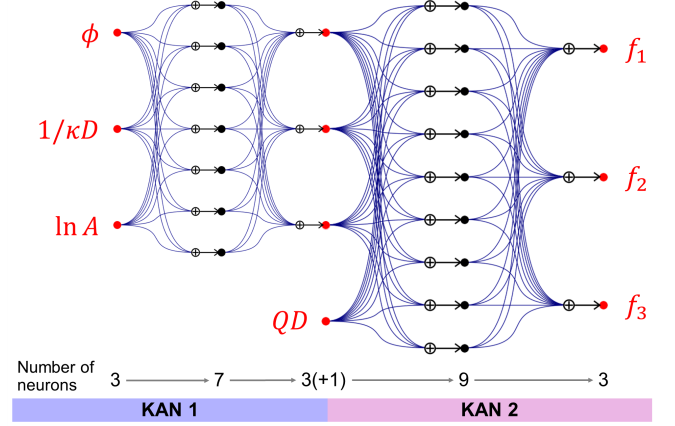 ϕ
1/κD
ln A
QD
f₁
f₂
f₃
Number of
neurons
3 7 3(+1) 9 3
KAN 1 KAN 2